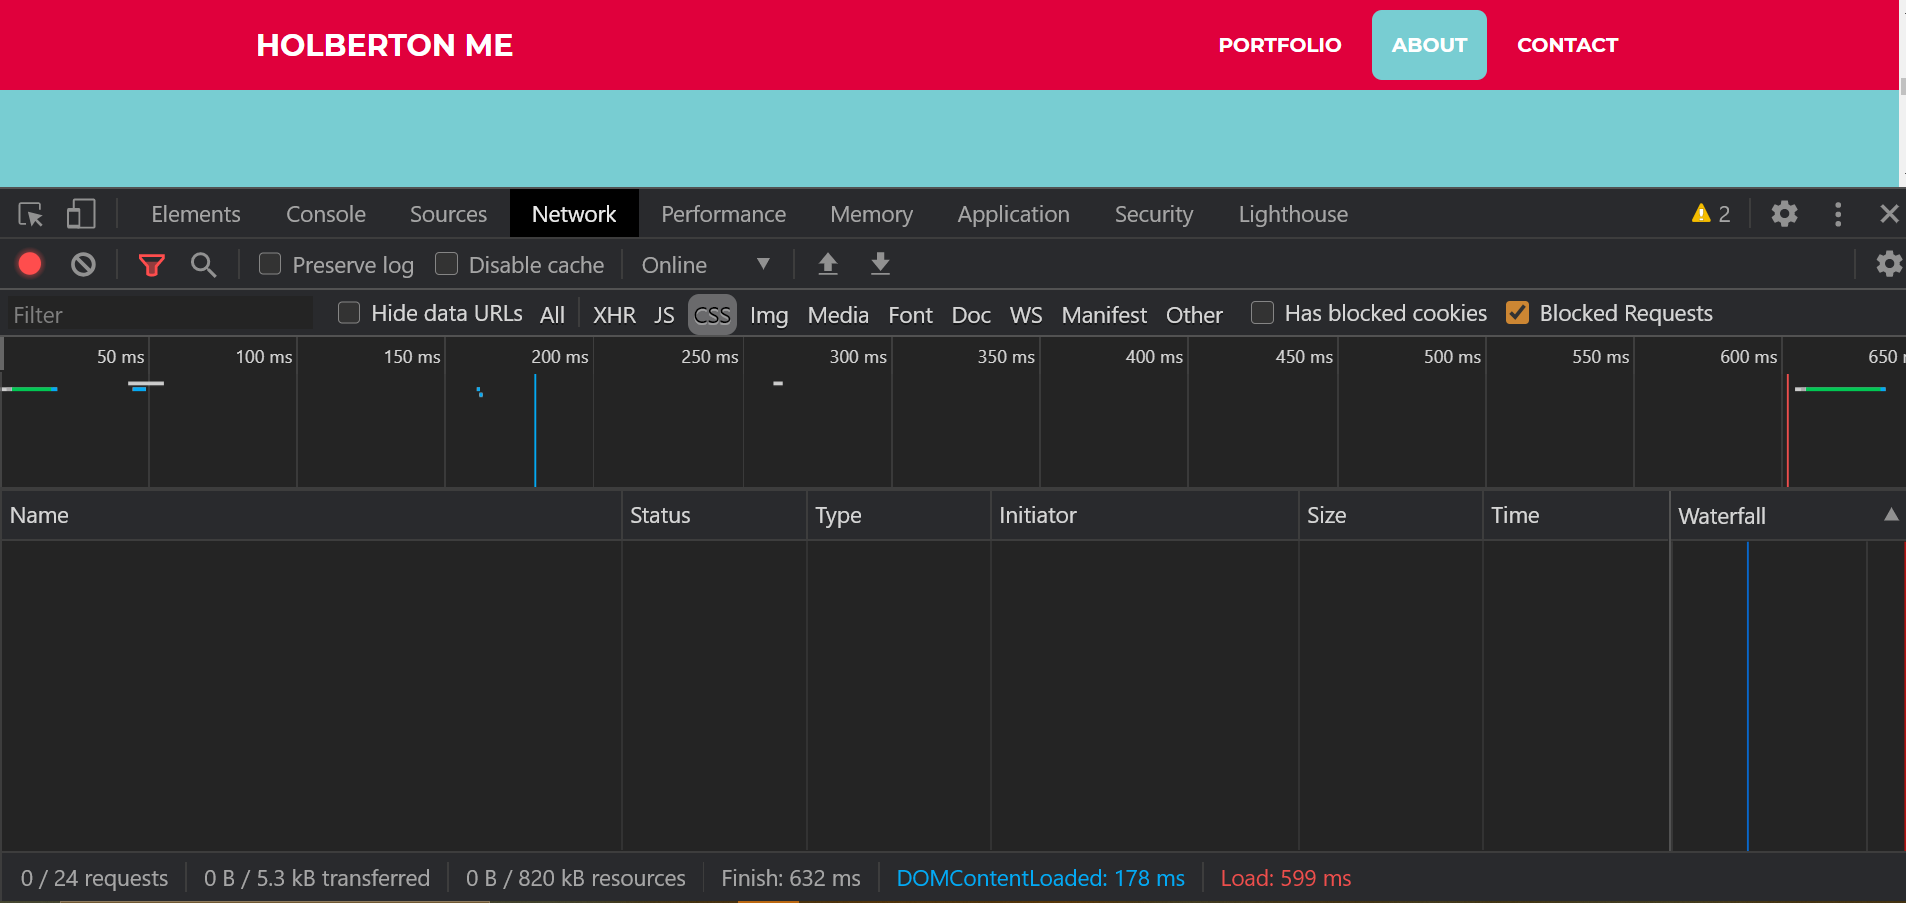 HOLBERTON ME PORTFOLIO ABOUT CONTACT
Elements Console Sources Network Performance Memory Application Security Lighthouse 2
Preserve log Disable cache Online
Filter Hide data URLs All XHR JS CSS Img Media Font Doc WS Manifest Other Has blocked cookies Blocked Requests
50 ms 100 ms 150 ms 200 ms 250 ms 300 ms 350 ms 400 ms 450 ms 500 ms 550 ms 600 ms 650
Name Status Type Initiator Size Time Waterfall
0 / 24 requests 0 B / 5.3 kB transferred 0 B / 820 kB resources Finish: 632 ms DOMContentLoaded: 178 ms Load: 599 ms